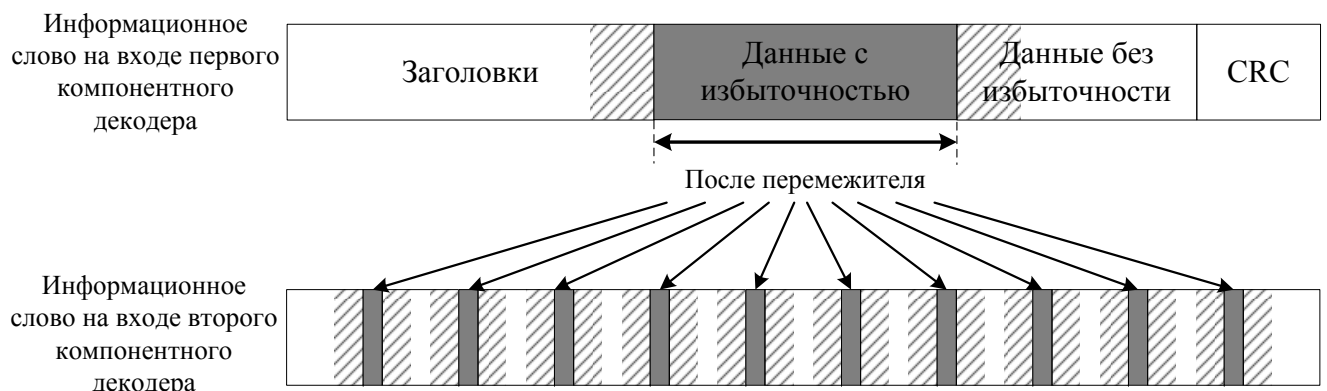 Информационное
слово на входе первого
компонентного
декодера
Заголовки
Данные с
избыточностью
Данные без
избыточности
CRC
После перемежителя
Информационное
слово на входе второго
компонентного
декодера